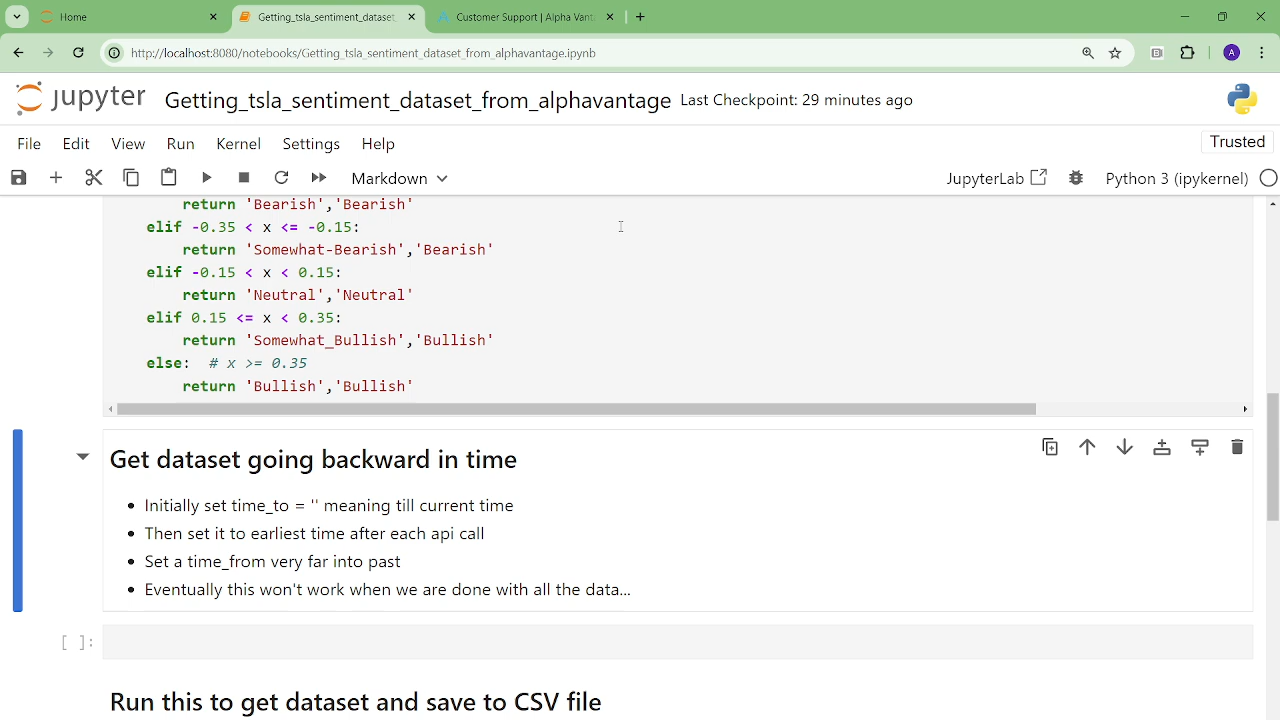 Home
Getting_tsla_sentiment_dataset
Customer Support | Alpha Vant
http://localhost:8080/notebooks/Getting_tsla_sentiment_dataset_from_alphavantage.ipynb
A
jupyter Getting_tsla_sentiment_dataset_from_alphavantage Last Checkpoint: 29 minutes ago
File Edit View Run Kernel Settings Help Trusted
Markdown JupyterLab Python 3 (ipykernel)
return 'Bearish','Bearish'
elif -0.35 < x <= -0.15:
return 'Somewhat-Bearish','Bearish'
elif -0.15 < x < 0.15:
return 'Neutral','Neutral'
elif 0.15 <= x < 0.35:
return 'Somewhat_Bullish','Bullish'
else: # x >= 0.35
return 'Bullish','Bullish'
Get dataset going backward in time
• Initially set time_to = '' meaning till current time
• Then set it to earliest time after each api call
• Set a time_from very far into past
• Eventually this won't work when we are done with all the data...
[ ]:
Run this to get dataset and save to CSV file